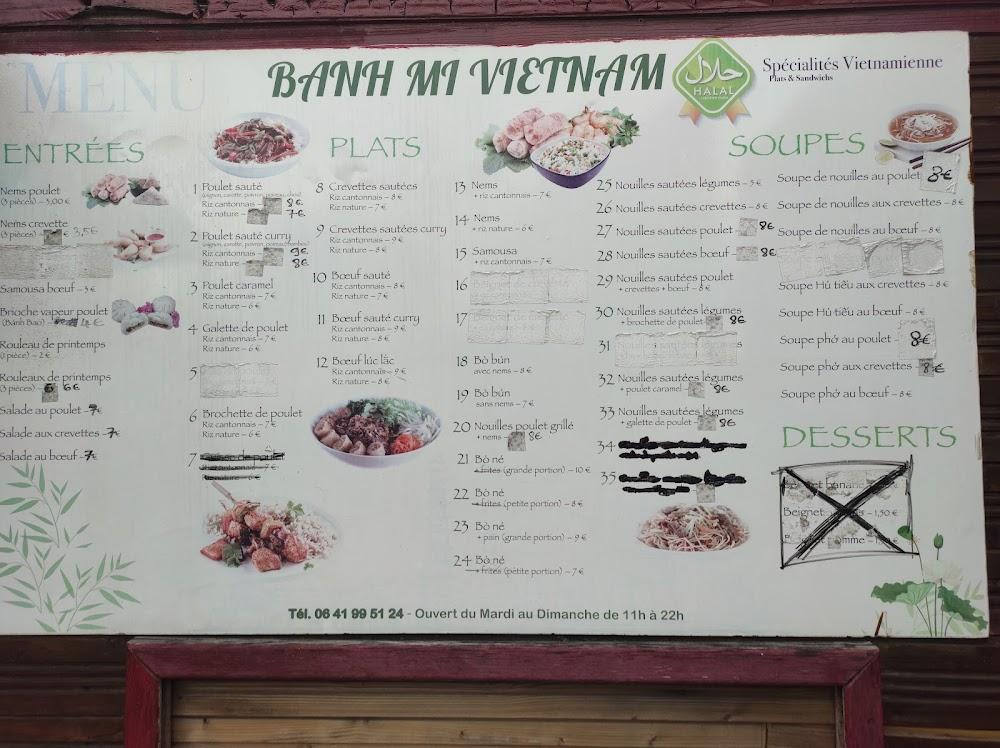 MENU
BANH MI VIETNAM
حلال
HALAL
Spécialités Vietnamienne
Plats & Sandwichs
ENTRÉES
Nems poulet
(3 pièces) – 3,00€
Nems crevette
(3 pièces) – € 3,5€
Samousa bœuf – 3€
Brioche vapeur poulet
(Bánh Bao) – 4€
Rouleau de printemps
(1 pièce) – 2€
Rouleaux de printemps
(3 pièces) – 6€
Salade au poulet – 7€
Salade aux crevettes – 7€
Salade au bœuf – 7€
PLATS
1 Poulet sauté
Riz cantonnais – 8€
Riz nature – 7€
2 Poulet sauté curry
Riz cantonnais – 9€
Riz nature – 8€
3 Poulet caramel
Riz cantonnais – 7€
Riz nature – 6€
4 Galette de poulet
Riz cantonnais – 7€
Riz nature – 6€
5
6 Brochette de poulet
Riz cantonnais – 7€
Riz nature – 6€
7
8 Crevettes sautées
Riz cantonnais – 8€
Riz nature – 7€
9 Crevettes sautées curry
Riz cantonnais – 9€
Riz nature – 8€
10 Bœuf sauté
Riz cantonnais – 8€
Riz nature – 7€
11 Bœuf sauté curry
Riz cantonnais – 9€
Riz nature – 8€
12 Bœuf lúc lắc
Riz cantonnais – 9€
Riz nature – 8€
13 Nems
+ riz cantonnais – 7€
14 Nems
+ riz nature – 6€
15 Samousa
+ riz cantonnais – 7€
16
17
18 Bò bún
avec nems – 8€
19 Bò bún
sans nems – 7€
20 Nouilles poulet grillé
+ nems – 8€
21 Bò né
+ frites (grande portion) – 10€
22 Bò né
+ frites (petite portion) – 8€
23 Bò né
+ pain (grande portion) – 9€
24 Bò né
+ frites (petite portion) – 7€
25 Nouilles sautées légumes – 5€
26 Nouilles sautées crevettes – 8€
27 Nouilles sautées poulet – 8€
28 Nouilles sautées bœuf – 8€
29 Nouilles sautées poulet
+ crevettes + bœuf – 8€
30 Nouilles sautées légumes
+ brochette de poulet 8€
31
32 Nouilles sautées légumes
+ poulet caramel – 8€
33 Nouilles sautées légumes
+ galette de poulet – 8€
34
35
SOUPES
Soupe de nouilles au poulet 8€
Soupe de nouilles aux crevettes – 8€
Soupe de nouilles au bœuf – 8€
Soupe Hủ tiếu aux crevettes – 8€
Soupe Hủ tiếu au bœuf – 8€
Soupe phở au poulet – 8€
Soupe phở aux crevettes – 8€
Soupe phở au bœuf – 8€
DESSERTS
Beignet – 1,50€
Tél. 06 41 99 51 24 - Ouvert du Mardi au Dimanche de 11h à 22h